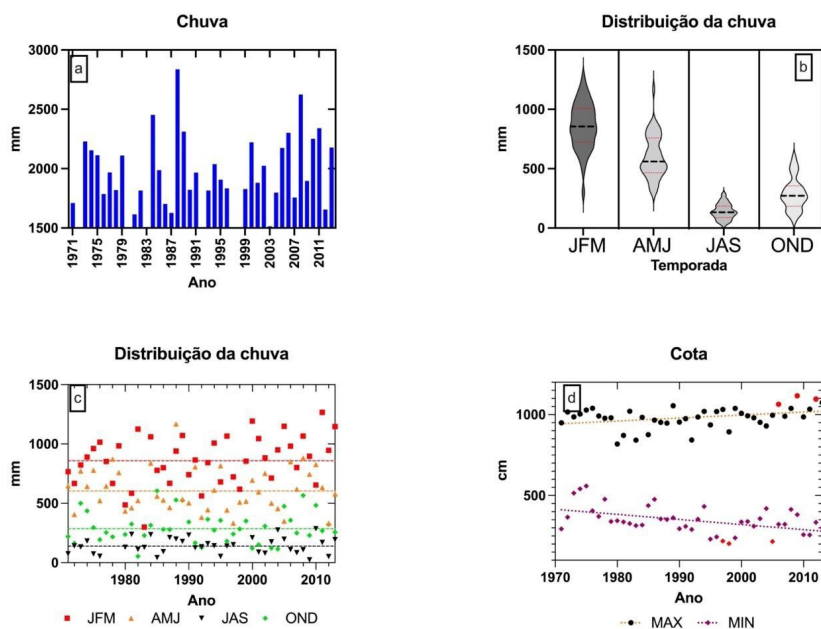 Chuva
3000
2500
2000
1500
mm
a
1971
1975
1979
1983
1987
1991
1995
1999
2003
2007
2011
Ano
Distribuição da chuva
1500
1000
500
0
mm
b
JFM AMJ JAS OND
Temporada
Distribuição da chuva
1500
1000
500
0
mm
c
1980 1990 2000 2010
Ano
JFM AMJ JAS OND
Cota
1000
500
cm
d
1970 1980 1990 2000 2010
Ano
MAX MIN